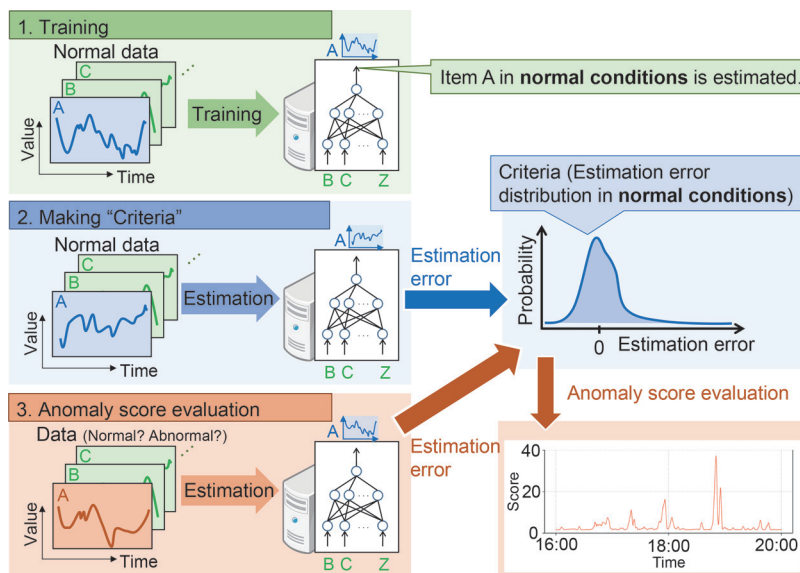 1. Training
Normal data
C
B
A
Value
Time
Training
A
B C Z
Item A in normal conditions is estimated.
2. Making “Criteria”
Normal data
C
B
A
Value
Time
Estimation
A
B C Z
Estimation
error
Criteria (Estimation error
distribution in normal conditions)
Probability
0
Estimation error
3. Anomaly score evaluation
Data (Normal? Abnormal?)
C
B
A
Value
Time
Estimation
A
B C Z
Estimation
error
Anomaly score evaluation
Score
40
20
0
16:00
18:00
20:00
Time